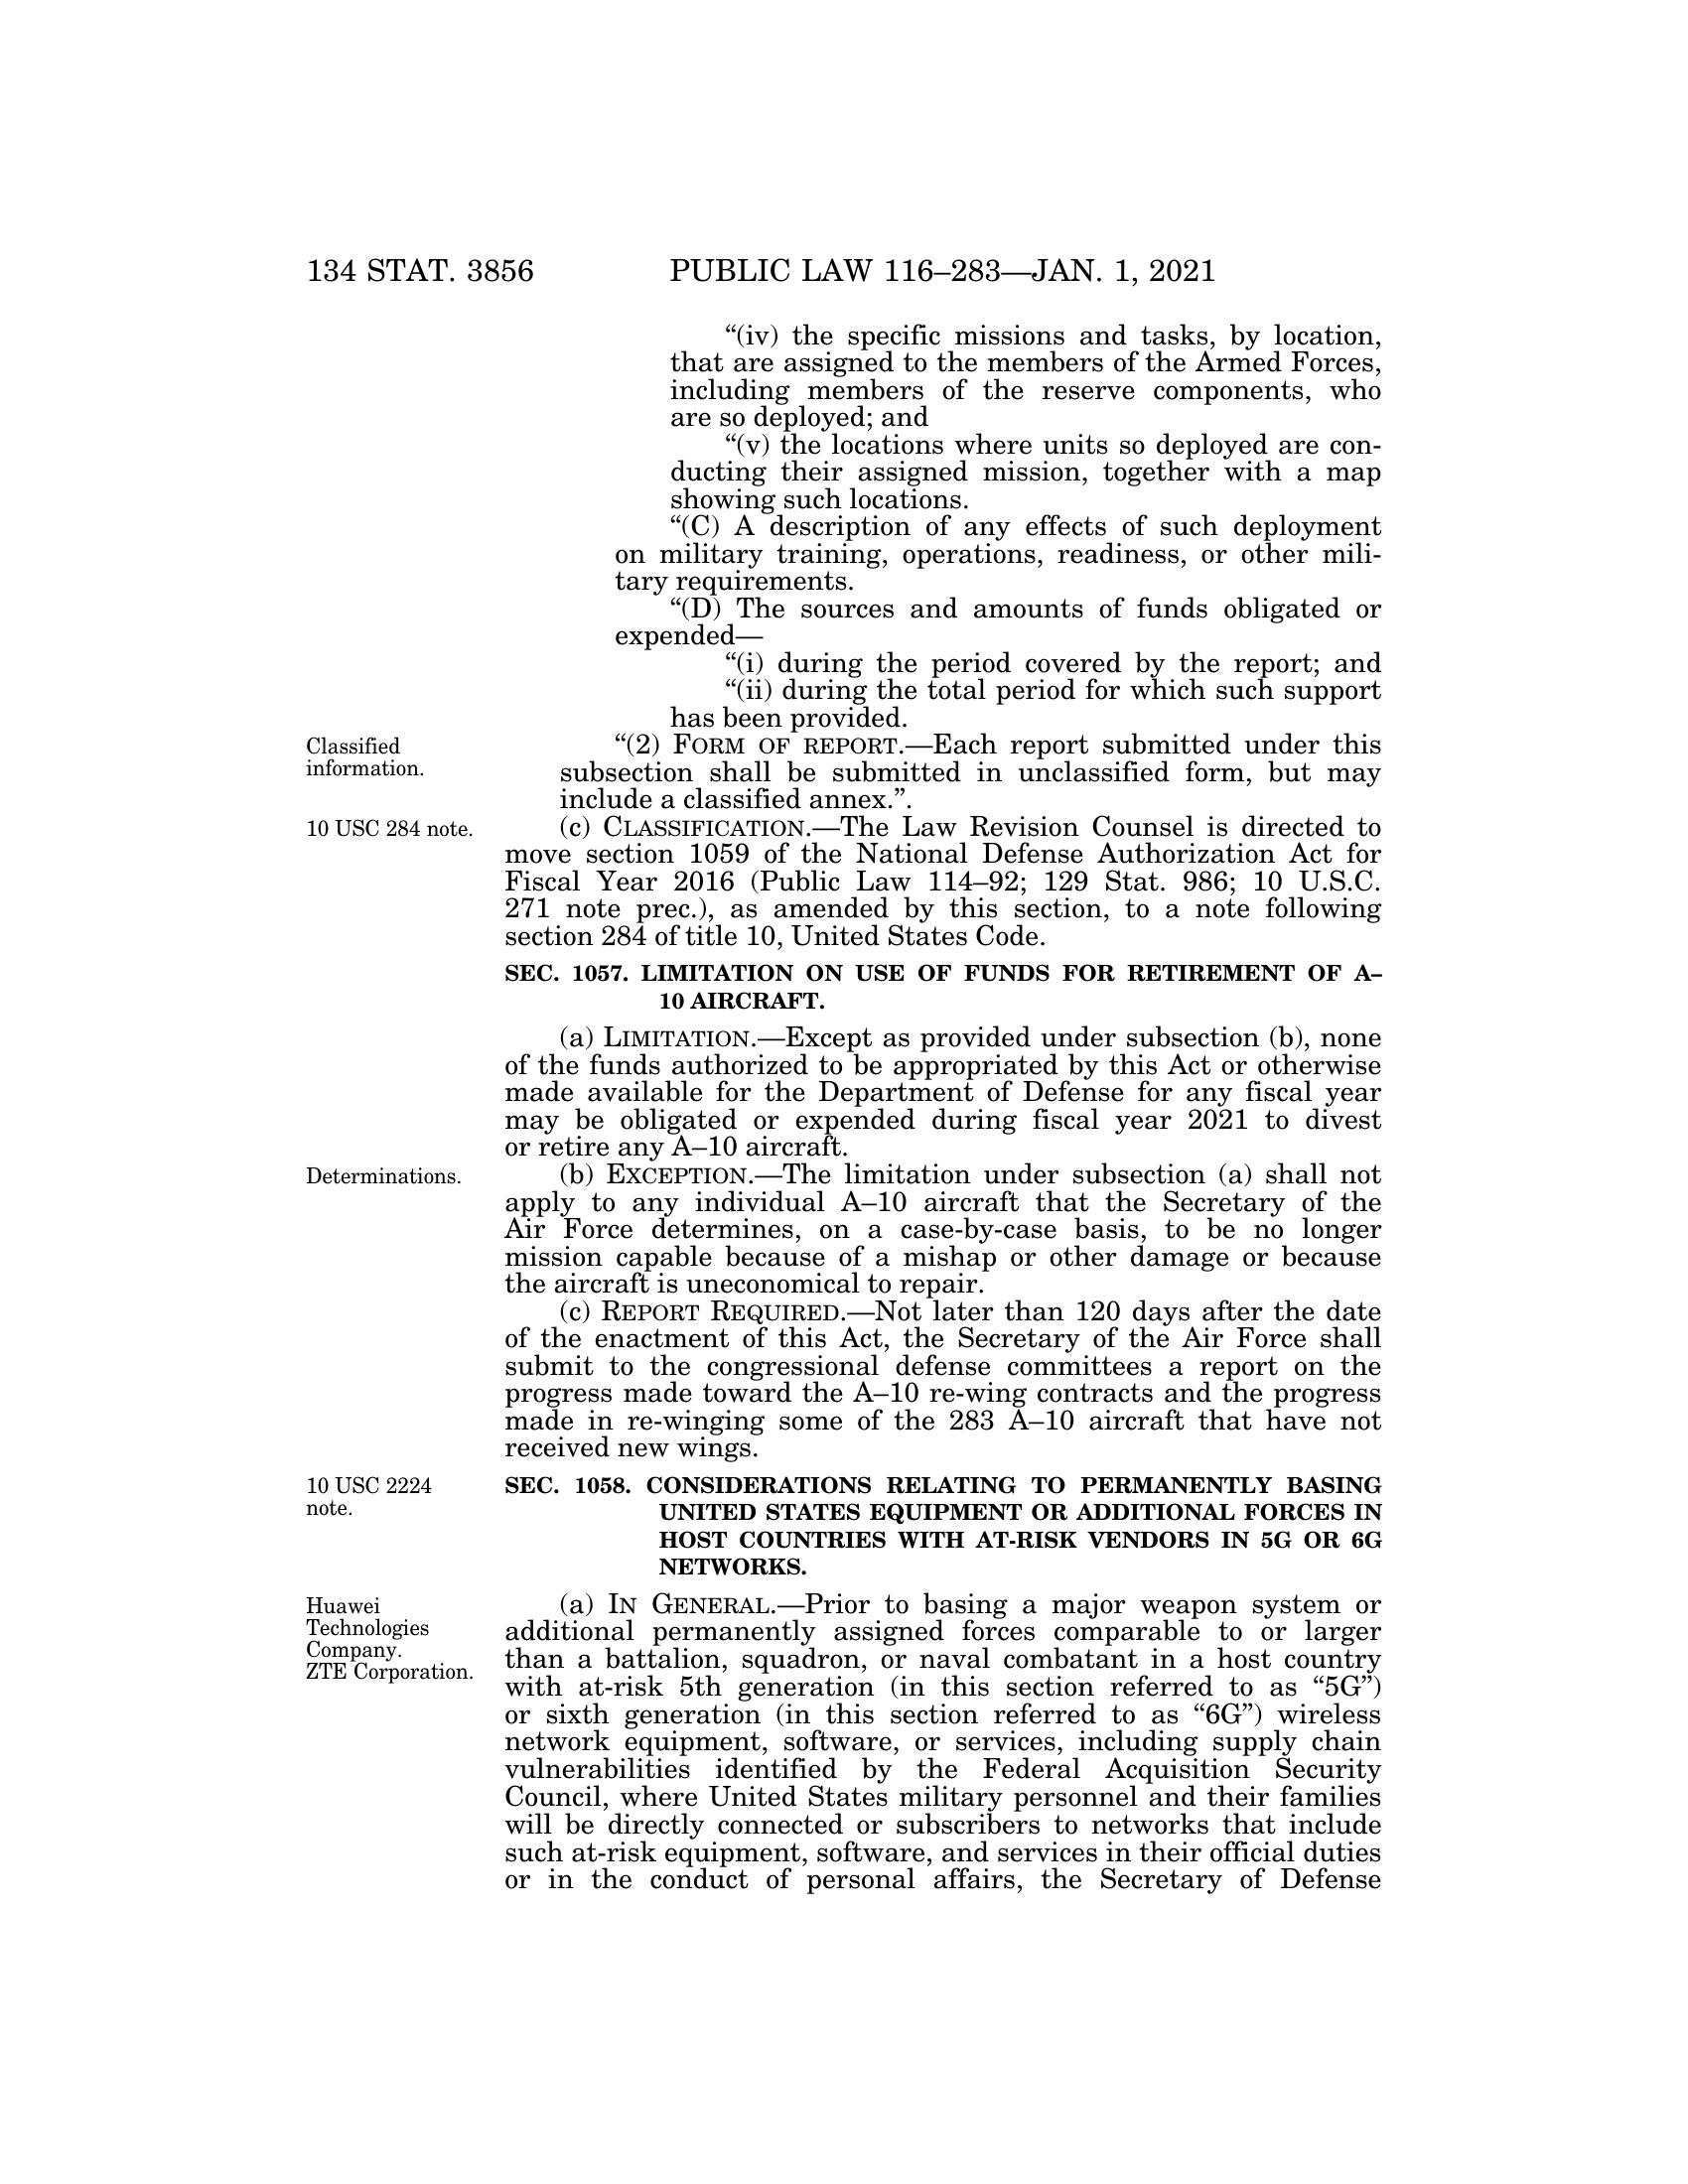 134 STAT. 3856 PUBLIC LAW 116–283—JAN. 1, 2021
“(iv) the specific missions and tasks, by location,
that are assigned to the members of the Armed Forces,
including members of the reserve components, who
are so deployed; and
“(v) the locations where units so deployed are con-
ducting their assigned mission, together with a map
showing such locations.
“(C) A description of any effects of such deployment
on military training, operations, readiness, or other mili-
tary requirements.
“(D) The sources and amounts of funds obligated or
expended—
“(i) during the period covered by the report; and
“(ii) during the total period for which such support
has been provided.
Classified
information.
“(2) FORM OF REPORT.—Each report submitted under this
subsection shall be submitted in unclassified form, but may
include a classified annex.”.
10 USC 284 note.
(c) CLASSIFICATION.—The Law Revision Counsel is directed to
move section 1059 of the National Defense Authorization Act for
Fiscal Year 2016 (Public Law 114–92; 129 Stat. 986; 10 U.S.C.
271 note prec.), as amended by this section, to a note following
section 284 of title 10, United States Code.
SEC. 1057. LIMITATION ON USE OF FUNDS FOR RETIREMENT OF A–
10 AIRCRAFT.
(a) LIMITATION.—Except as provided under subsection (b), none
of the funds authorized to be appropriated by this Act or otherwise
made available for the Department of Defense for any fiscal year
may be obligated or expended during fiscal year 2021 to divest
or retire any A–10 aircraft.
Determinations.
(b) EXCEPTION.—The limitation under subsection (a) shall not
apply to any individual A–10 aircraft that the Secretary of the
Air Force determines, on a case-by-case basis, to be no longer
mission capable because of a mishap or other damage or because
the aircraft is uneconomical to repair.
(c) REPORT REQUIRED.—Not later than 120 days after the date
of the enactment of this Act, the Secretary of the Air Force shall
submit to the congressional defense committees a report on the
progress made toward the A–10 re-wing contracts and the progress
made in re-winging some of the 283 A–10 aircraft that have not
received new wings.
10 USC 2224
note.
SEC. 1058. CONSIDERATIONS RELATING TO PERMANENTLY BASING
UNITED STATES EQUIPMENT OR ADDITIONAL FORCES IN
HOST COUNTRIES WITH AT-RISK VENDORS IN 5G OR 6G
NETWORKS.
Huawei
Technologies
Company.
ZTE Corporation.
(a) IN GENERAL.—Prior to basing a major weapon system or
additional permanently assigned forces comparable to or larger
than a battalion, squadron, or naval combatant in a host country
with at-risk 5th generation (in this section referred to as “5G”)
or sixth generation (in this section referred to as “6G”) wireless
network equipment, software, or services, including supply chain
vulnerabilities identified by the Federal Acquisition Security
Council, where United States military personnel and their families
will be directly connected or subscribers to networks that include
such at-risk equipment, software, and services in their official duties
or in the conduct of personal affairs, the Secretary of Defense